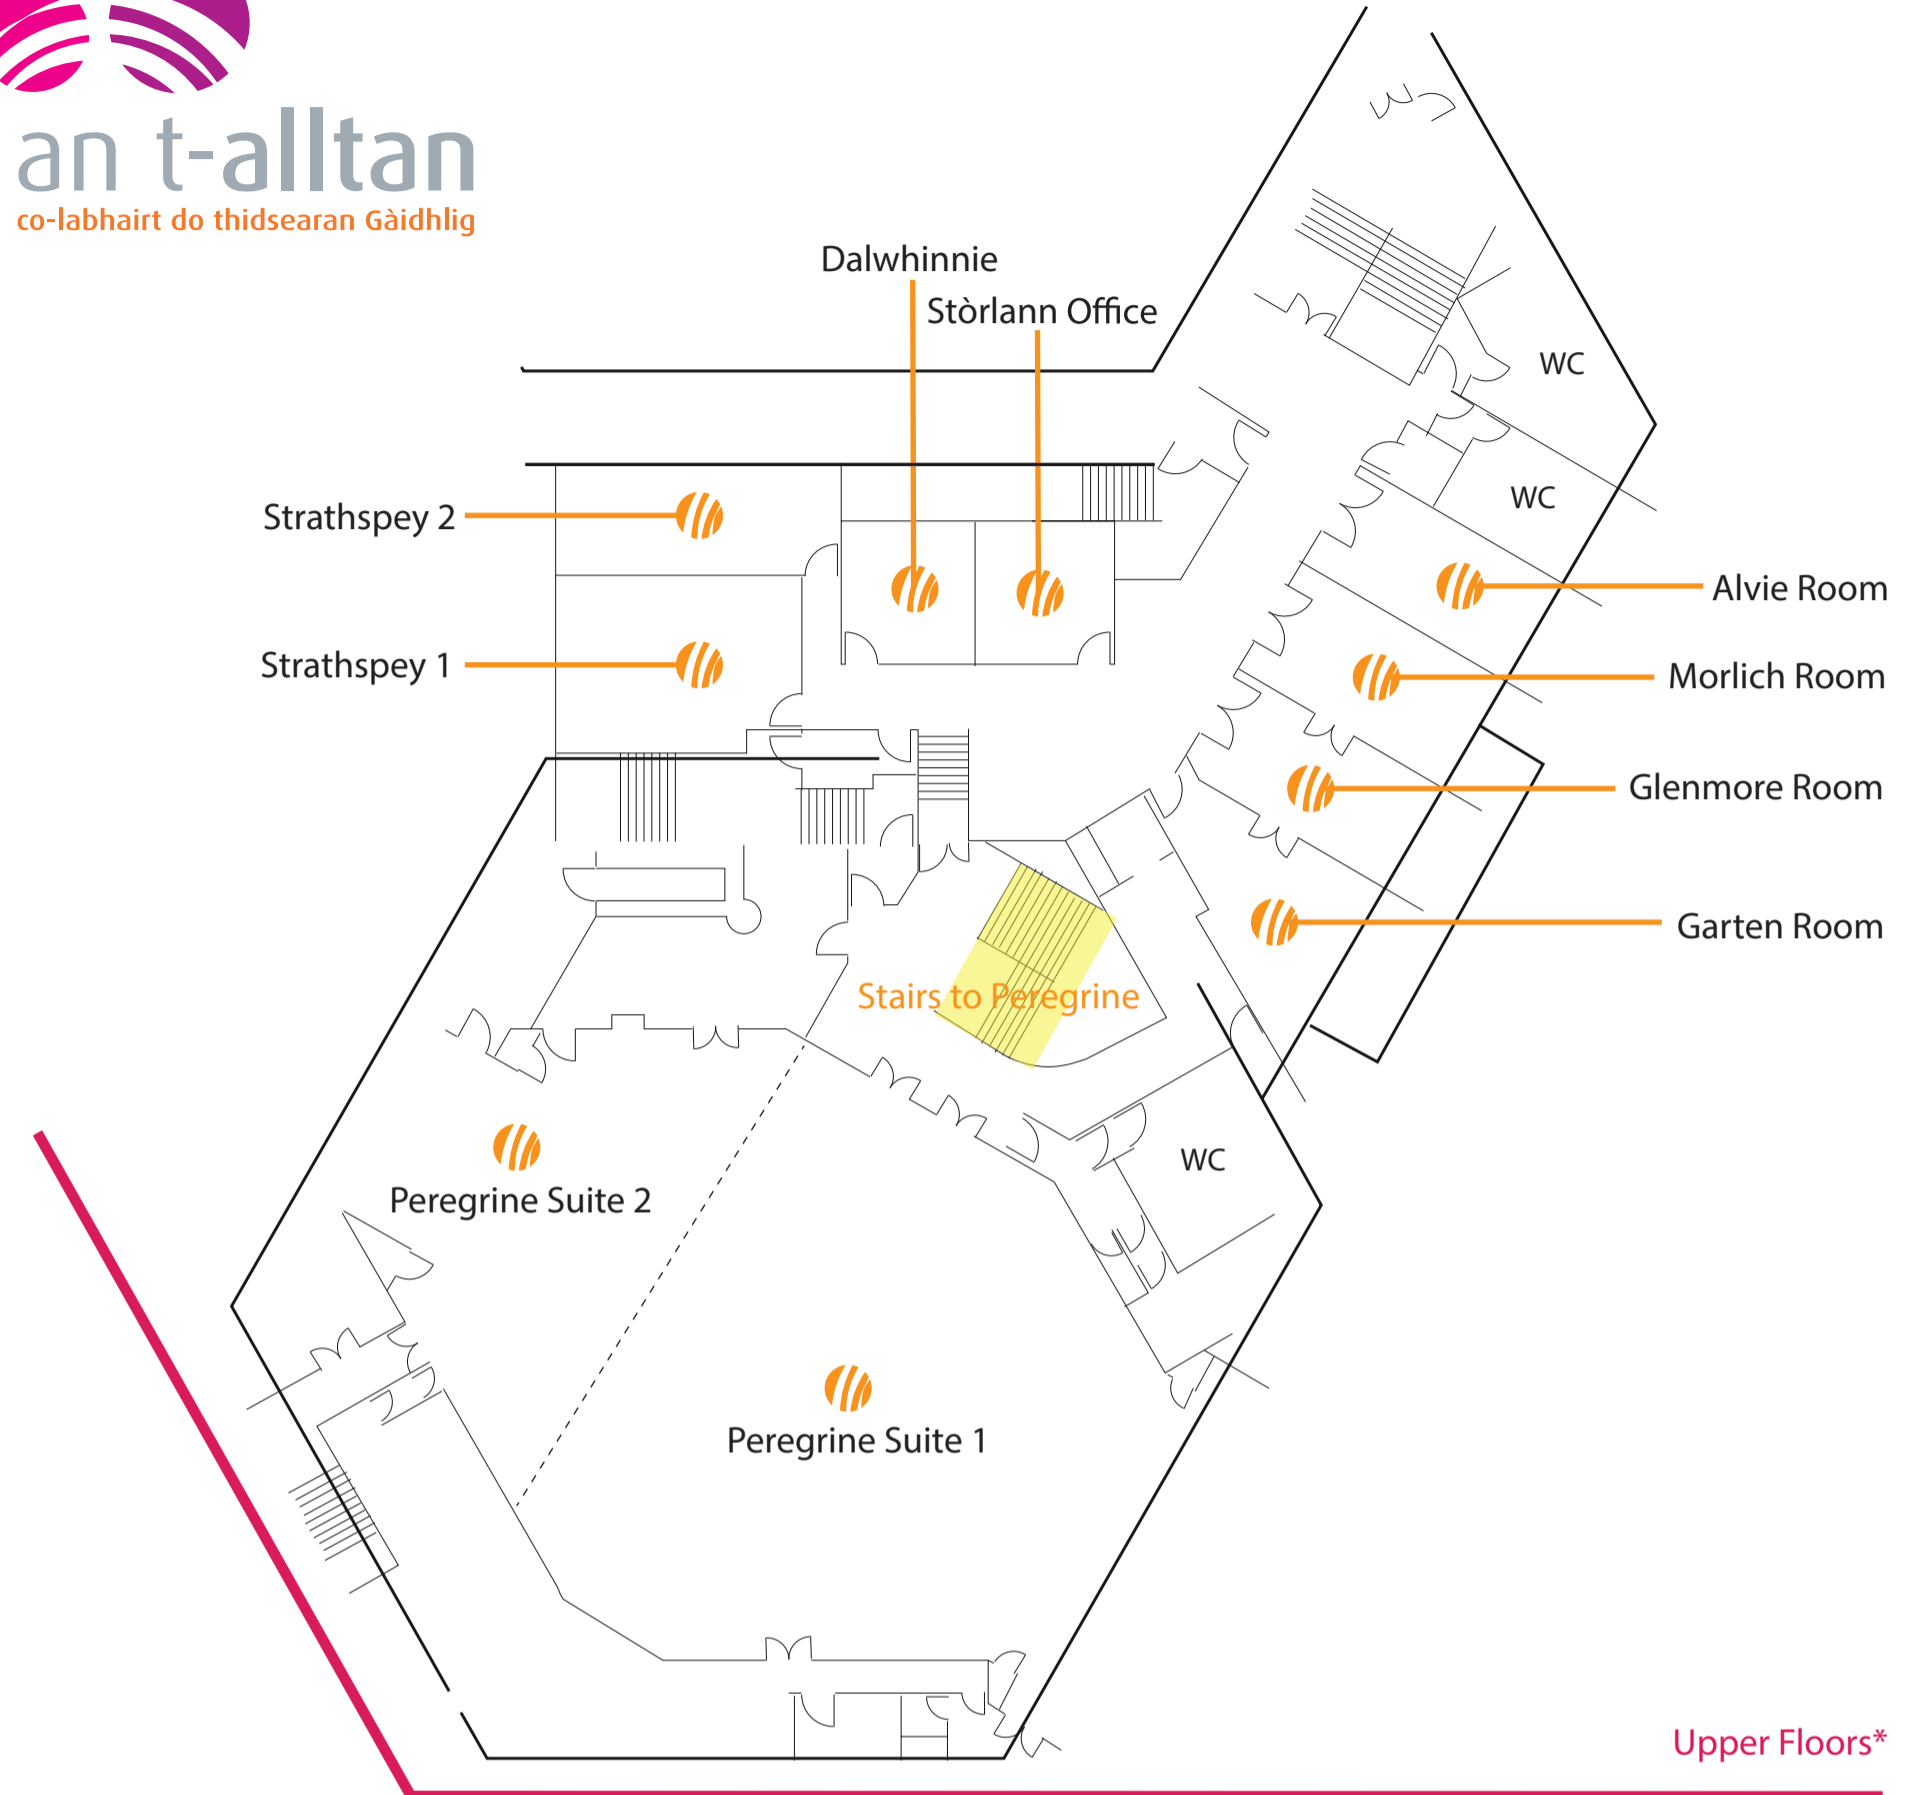 an t-alltan
co-labhairt do thidsearan Gàidhlig
Dalwhinnie
Stòrlann Office
WC
Strathspey 2
WC
Alvie Room
Strathspey 1
Morlich Room
Glenmore Room
Garten Room
Stairs to Peregrine
WC
Peregrine Suite 2
Peregrine Suite 1
Upper Floors*